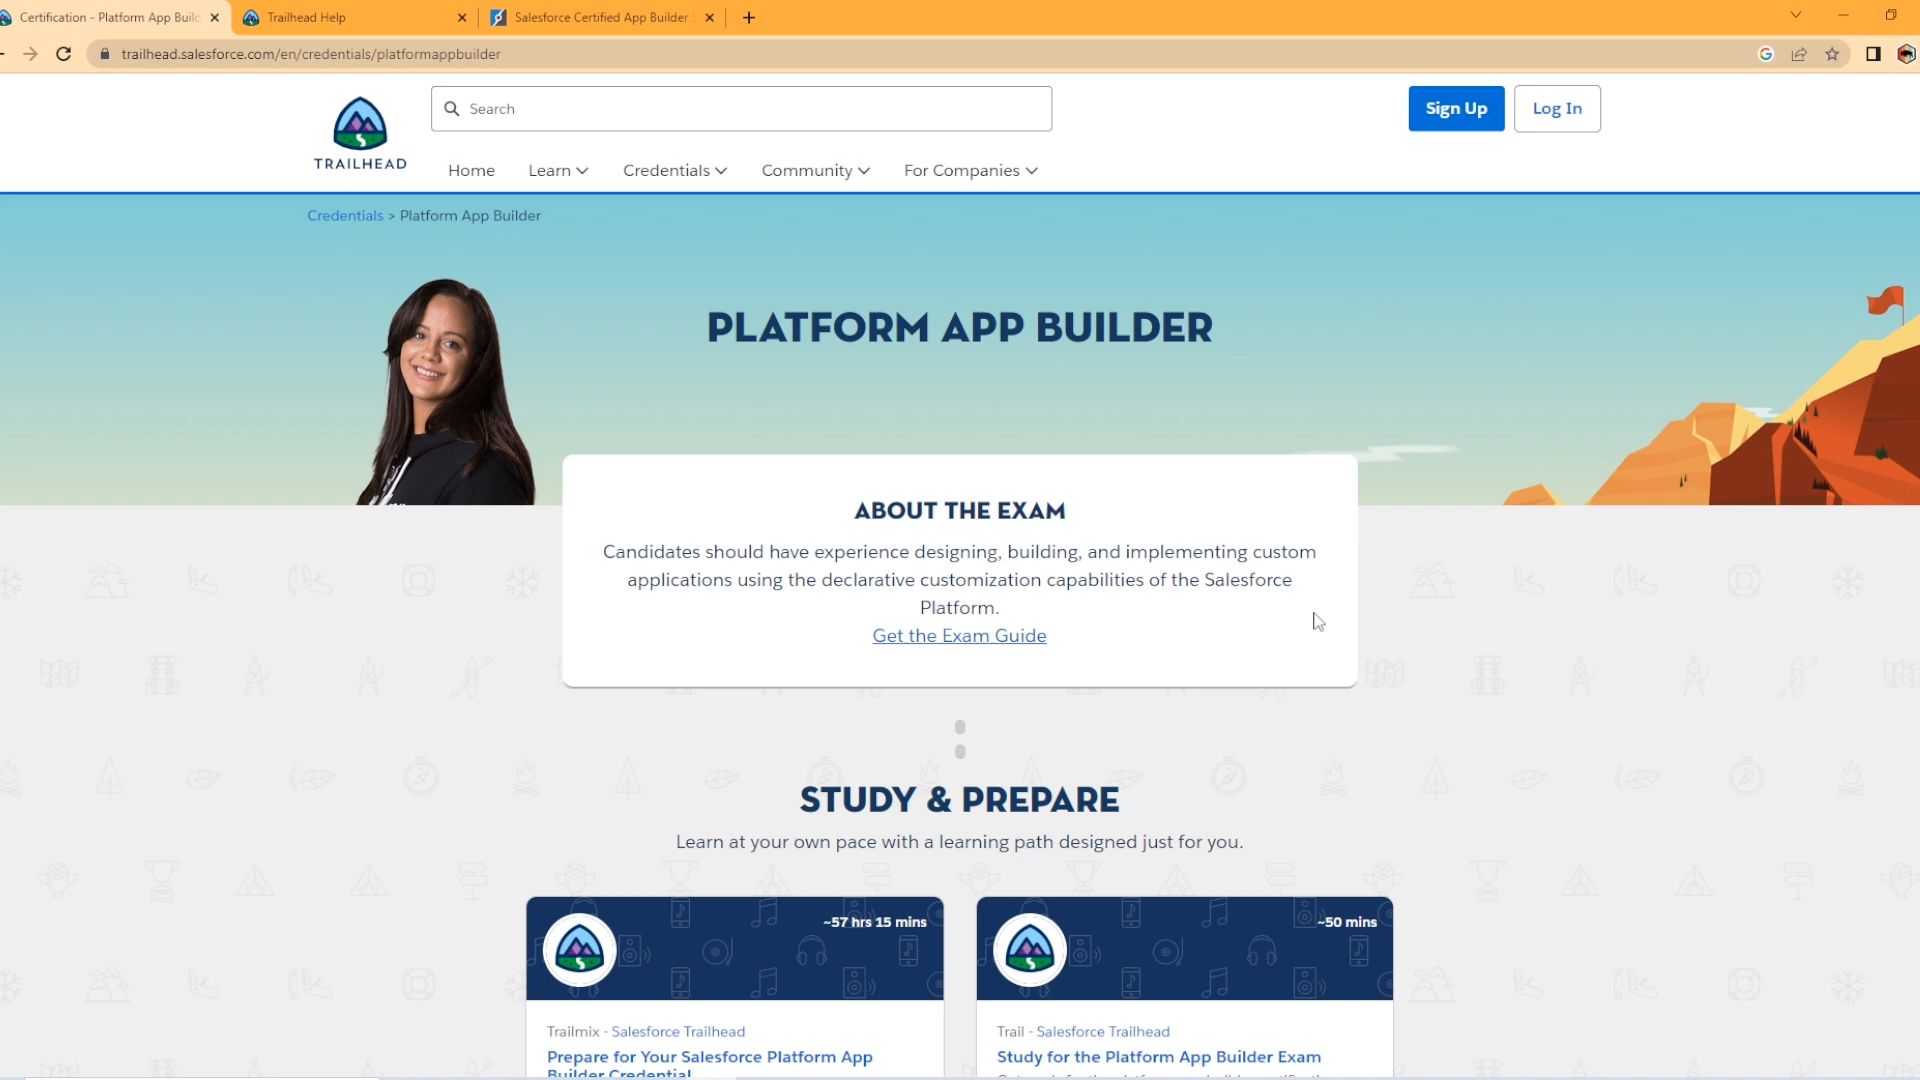 Certification - Platform App Build
Trailhead Help
Salesforce Certified App Builder
trailhead.salesforce.com/en/credentials/platformappbuilder
TRAILHEAD
Search
Sign Up
Log In
Home
Learn
Credentials
Community
For Companies
Credentials > Platform App Builder
PLATFORM APP BUILDER
ABOUT THE EXAM
Candidates should have experience designing, building, and implementing custom
applications using the declarative customization capabilities of the Salesforce
Platform.
Get the Exam Guide
STUDY & PREPARE
Learn at your own pace with a learning path designed just for you.
~57 hrs 15 mins
Trailmix - Salesforce Trailhead
Prepare for Your Salesforce Platform App
Builder Credential
~50 mins
Trail - Salesforce Trailhead
Study for the Platform App Builder Exam